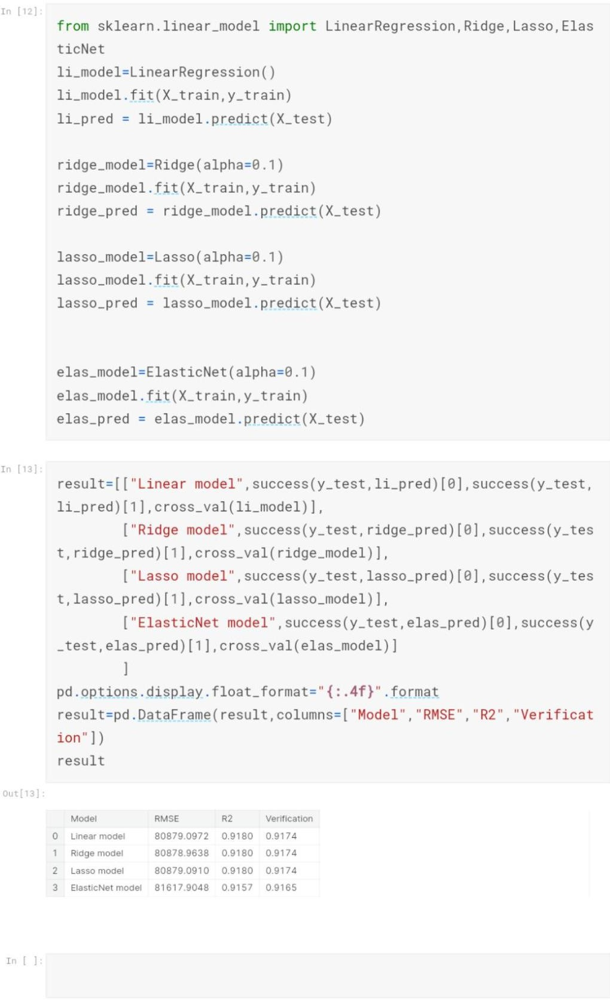 In [12]:
from sklearn.linear_model import LinearRegression,Ridge,Lasso,Elas
ticNet
li_model=LinearRegression()
li_model.fit(X_train,y_train)
li_pred = li_model.predict(X_test)
ridge_model=Ridge(alpha=0.1)
ridge_model.fit(X_train,y_train)
ridge_pred = ridge_model.predict(X_test)
lasso_model=Lasso(alpha=0.1)
lasso_model.fit(X_train,y_train)
lasso_pred = lasso_model.predict(X_test)
elas_model=ElasticNet(alpha=0.1)
elas_model.fit(X_train,y_train)
elas_pred = elas_model.predict(X_test)
In [13]:
result=[["Linear model",success(y_test,li_pred)[0],success(y_test,
li_pred)[1],cross_val(li_model)],
["Ridge model",success(y_test,ridge_pred)[0],success(y_tes
t,ridge_pred)[1],cross_val(ridge_model)],
["Lasso model",success(y_test,lasso_pred)[0],success(y_tes
t,lasso_pred)[1],cross_val(lasso_model)],
["ElasticNet model",success(y_test,elas_pred)[0],success(y
_test,elas_pred)[1],cross_val(elas_model)]
]
pd.options.display.float_format="{:.4f}".format
result=pd.DataFrame(result,columns=["Model","RMSE","R2","Verificat
ion"])
result
Out[13]:
Model RMSE R2 Verification
0 Linear model 80879.0972 0.9180 0.9174
1 Ridge model 80878.9638 0.9180 0.9174
2 Lasso model 80879.0910 0.9180 0.9174
3 ElasticNet model 81617.9048 0.9157 0.9165
In [ ]: